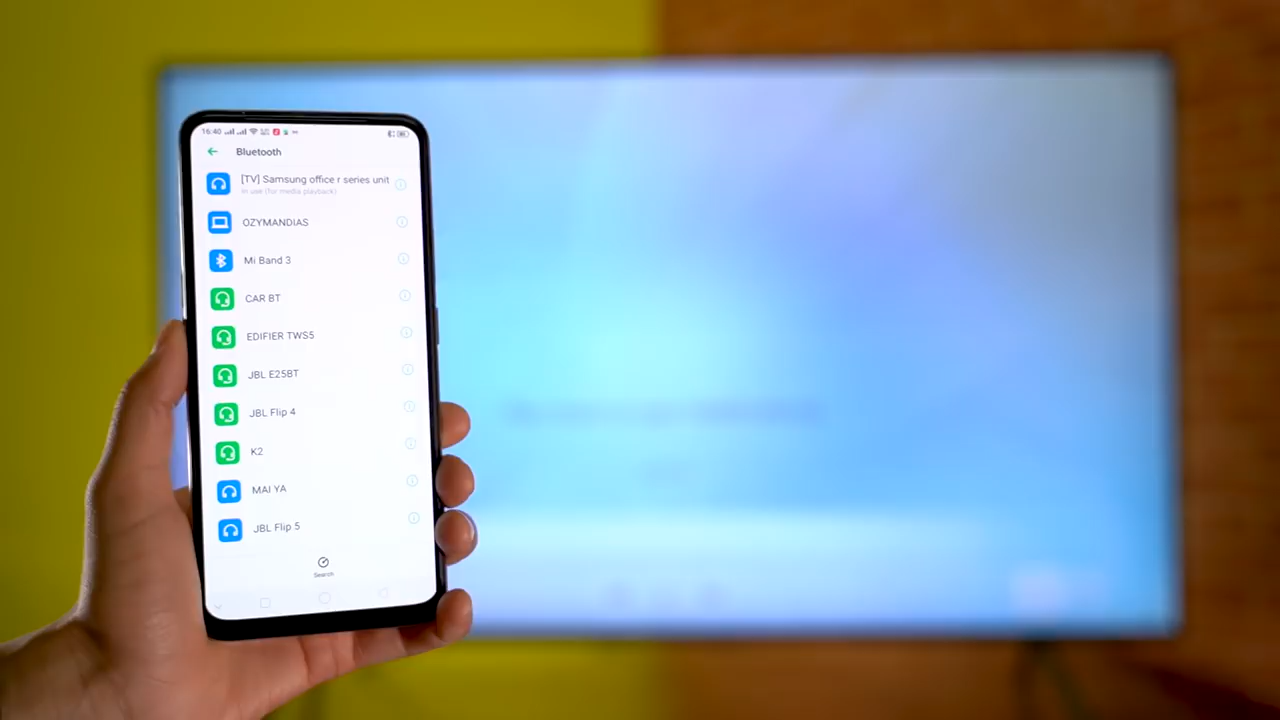 16:40
Bluetooth
[TV] Samsung office r series unit
in use (for media playback)
OZYMANDIAS
Mi Band 3
CAR BT
EDIFIER TWS5
JBL E25BT
JBL Flip 4
K2
MAI YA
JBL Flip 5
Search